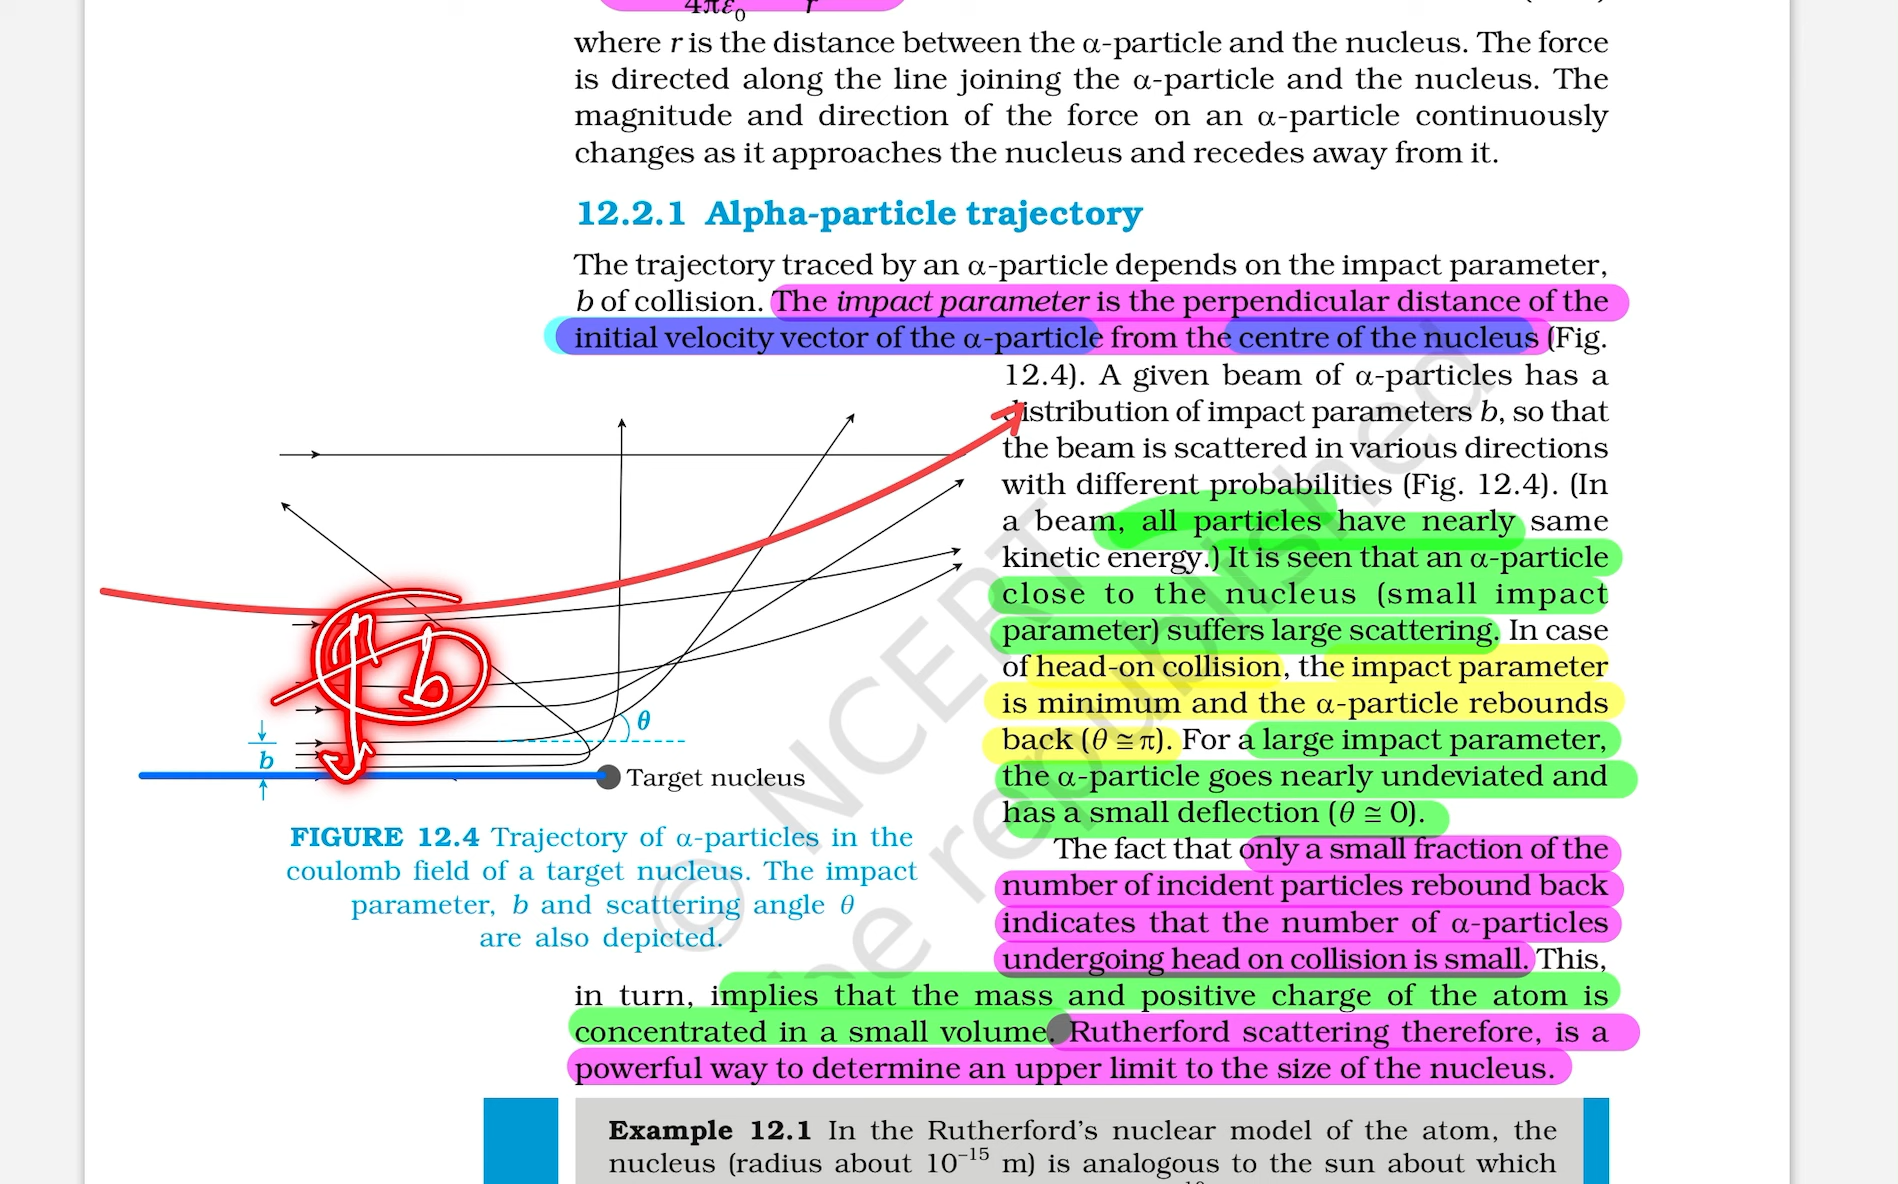 4πε₀ r
where r is the distance between the α-particle and the nucleus. The force
is directed along the line joining the α-particle and the nucleus. The
magnitude and direction of the force on an α-particle continuously
changes as it approaches the nucleus and recedes away from it.
12.2.1 Alpha-particle trajectory
The trajectory traced by an α-particle depends on the impact parameter,
b of collision. The impact parameter is the perpendicular distance of the
initial velocity vector of the α-particle from the centre of the nucleus (Fig.
12.4). A given beam of α-particles has a
distribution of impact parameters b, so that
the beam is scattered in various directions
with different probabilities (Fig. 12.4). (In
a beam, all particles have nearly same
kinetic energy.) It is seen that an α-particle
close to the nucleus (small impact
parameter) suffers large scattering. In case
of head-on collision, the impact parameter
is minimum and the α-particle rebounds
back (θ ≅ π). For a large impact parameter,
the α-particle goes nearly undeviated and
has a small deflection (θ ≅ 0).
The fact that only a small fraction of the
number of incident particles rebound back
indicates that the number of α-particles
undergoing head on collision is small. This,
in turn, implies that the mass and positive charge of the atom is
concentrated in a small volume. Rutherford scattering therefore, is a
powerful way to determine an upper limit to the size of the nucleus.
b
θ
b
Target nucleus
FIGURE 12.4 Trajectory of α-particles in the
coulomb field of a target nucleus. The impact
parameter, b and scattering angle θ
are also depicted.
© NCERT
be republished
Example 12.1 In the Rutherford's nuclear model of the atom, the
nucleus (radius about 10⁻¹⁵ m) is analogous to the sun about which